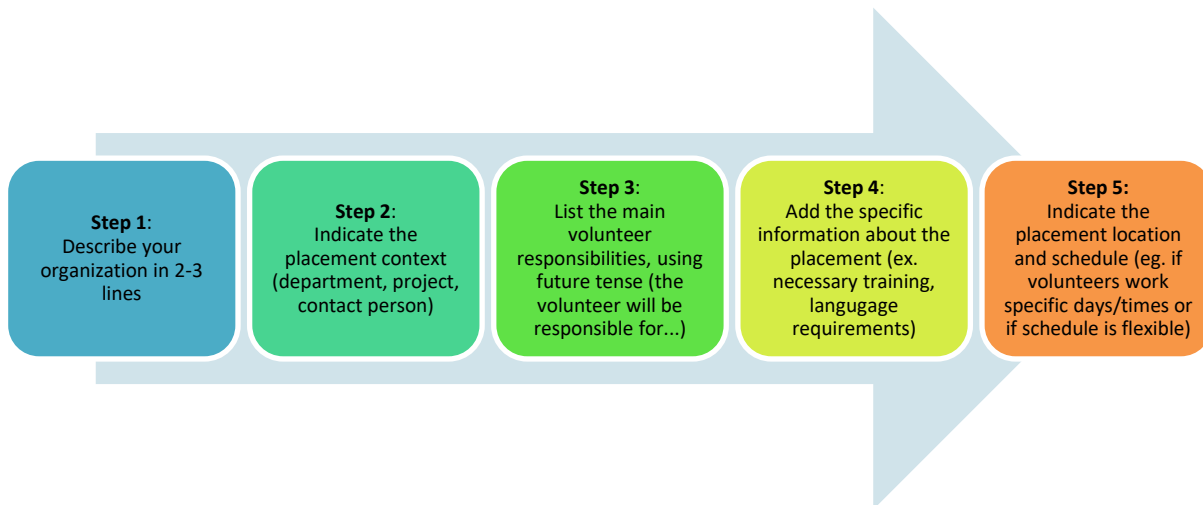 Step 1:
Describe your
organization in 2-3
lines
Step 2:
Indicate the
placement context
(department, project,
contact person)
Step 3:
List the main
volunteer
responsibilities, using
future tense (the
volunteer will be
responsible for...)
Step 4:
Add the specific
information about the
placement (ex.
necessary training,
langugage
requirements)
Step 5:
Indicate the
placement location
and schedule (eg. if
volunteers work
specific days/times or
if schedule is flexible)